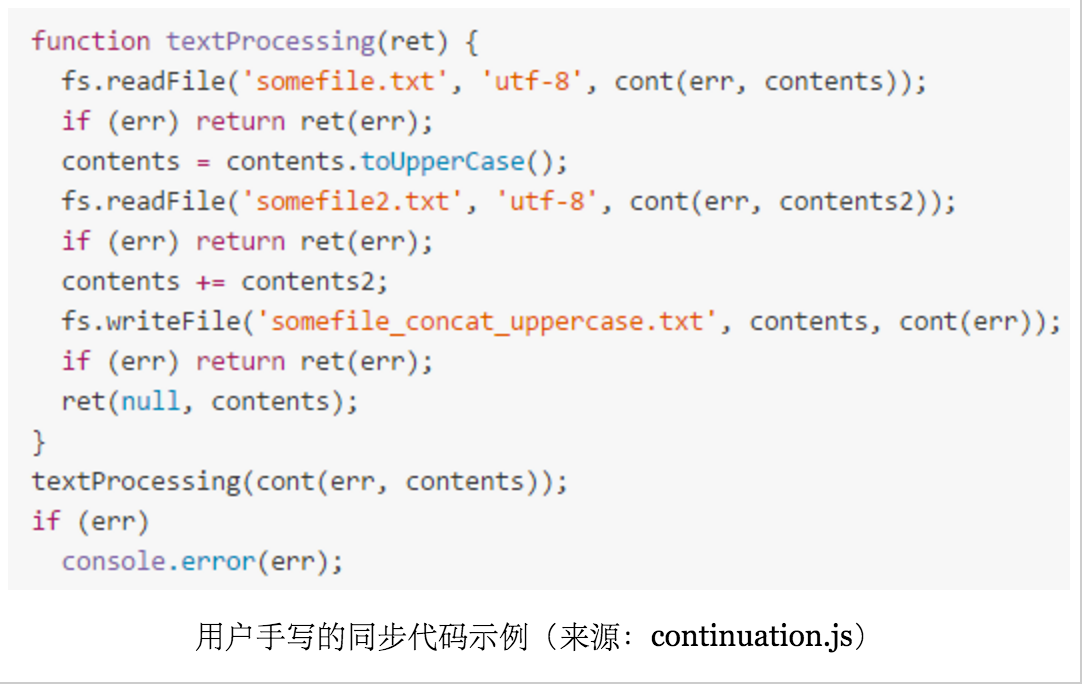 function textProcessing(ret) {
  fs.readFile('somefile.txt', 'utf-8', cont(err, contents));
  if (err) return ret(err);
  contents = contents.toUpperCase();
  fs.readFile('somefile2.txt', 'utf-8', cont(err, contents2));
  if (err) return ret(err);
  contents += contents2;
  fs.writeFile('somefile_concat_uppercase.txt', contents, cont(err));
  if (err) return ret(err);
  ret(null, contents);
}
textProcessing(cont(err, contents));
if (err)
  console.error(err);
用户手写的同步代码示例（来源：continuation.js）